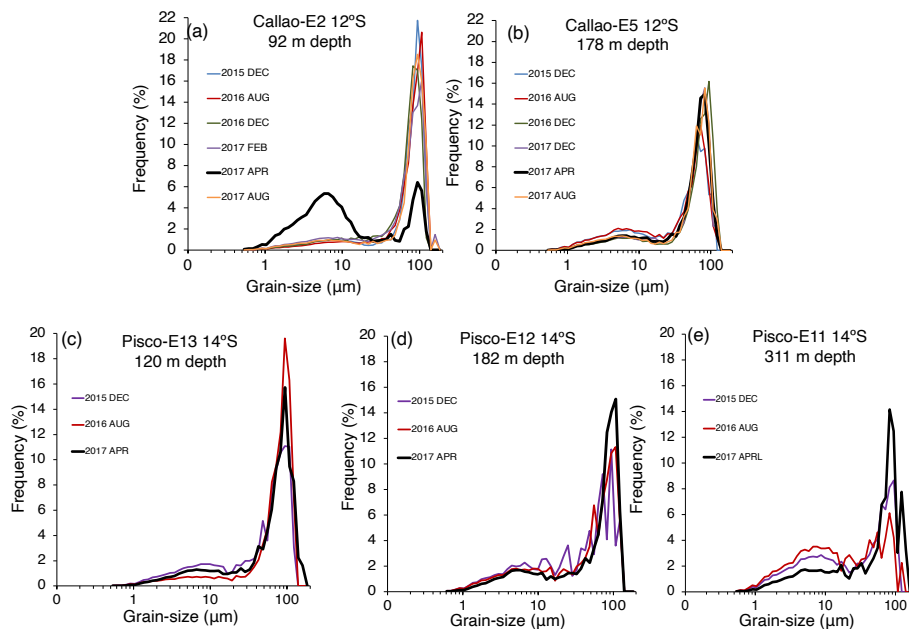 (a)
Callao-E2 12ºS
92 m depth
22
20
18
16
14
12
10
8
6
4
2
0
Frequency (%)
2015 DEC
2016 AUG
2016 DEC
2017 FEB
2017 APR
2017 AUG
0
1
10
100
Grain-size (µm)
(b)
Callao-E5 12ºS
178 m depth
22
20
18
16
14
12
10
8
6
4
2
0
Frequency (%)
2015 DEC
2016 AUG
2016 DEC
2017 DEC
2017 APR
2017 AUG
0
1
10
100
Grain-size (µm)
(c)
Pisco-E13 14ºS
120 m depth
20
18
16
14
12
10
8
6
4
2
0
Frequency (%)
2015 DEC
2016 AUG
2017 APR
0
1
10
100
Grain-size (µm)
(d)
Pisco-E12 14ºS
182 m depth
20
18
16
14
12
10
8
6
4
2
0
Frequency (%)
2015 DEC
2016 AUG
2017 APR
0
1
10
100
Grain-size (µm)
(e)
Pisco-E11 14ºS
311 m depth
20
18
16
14
12
10
8
6
4
2
0
Frequency (%)
2015 DEC
2016 AUG
2017 APRL
0
1
10
100
Grain-size (µm)